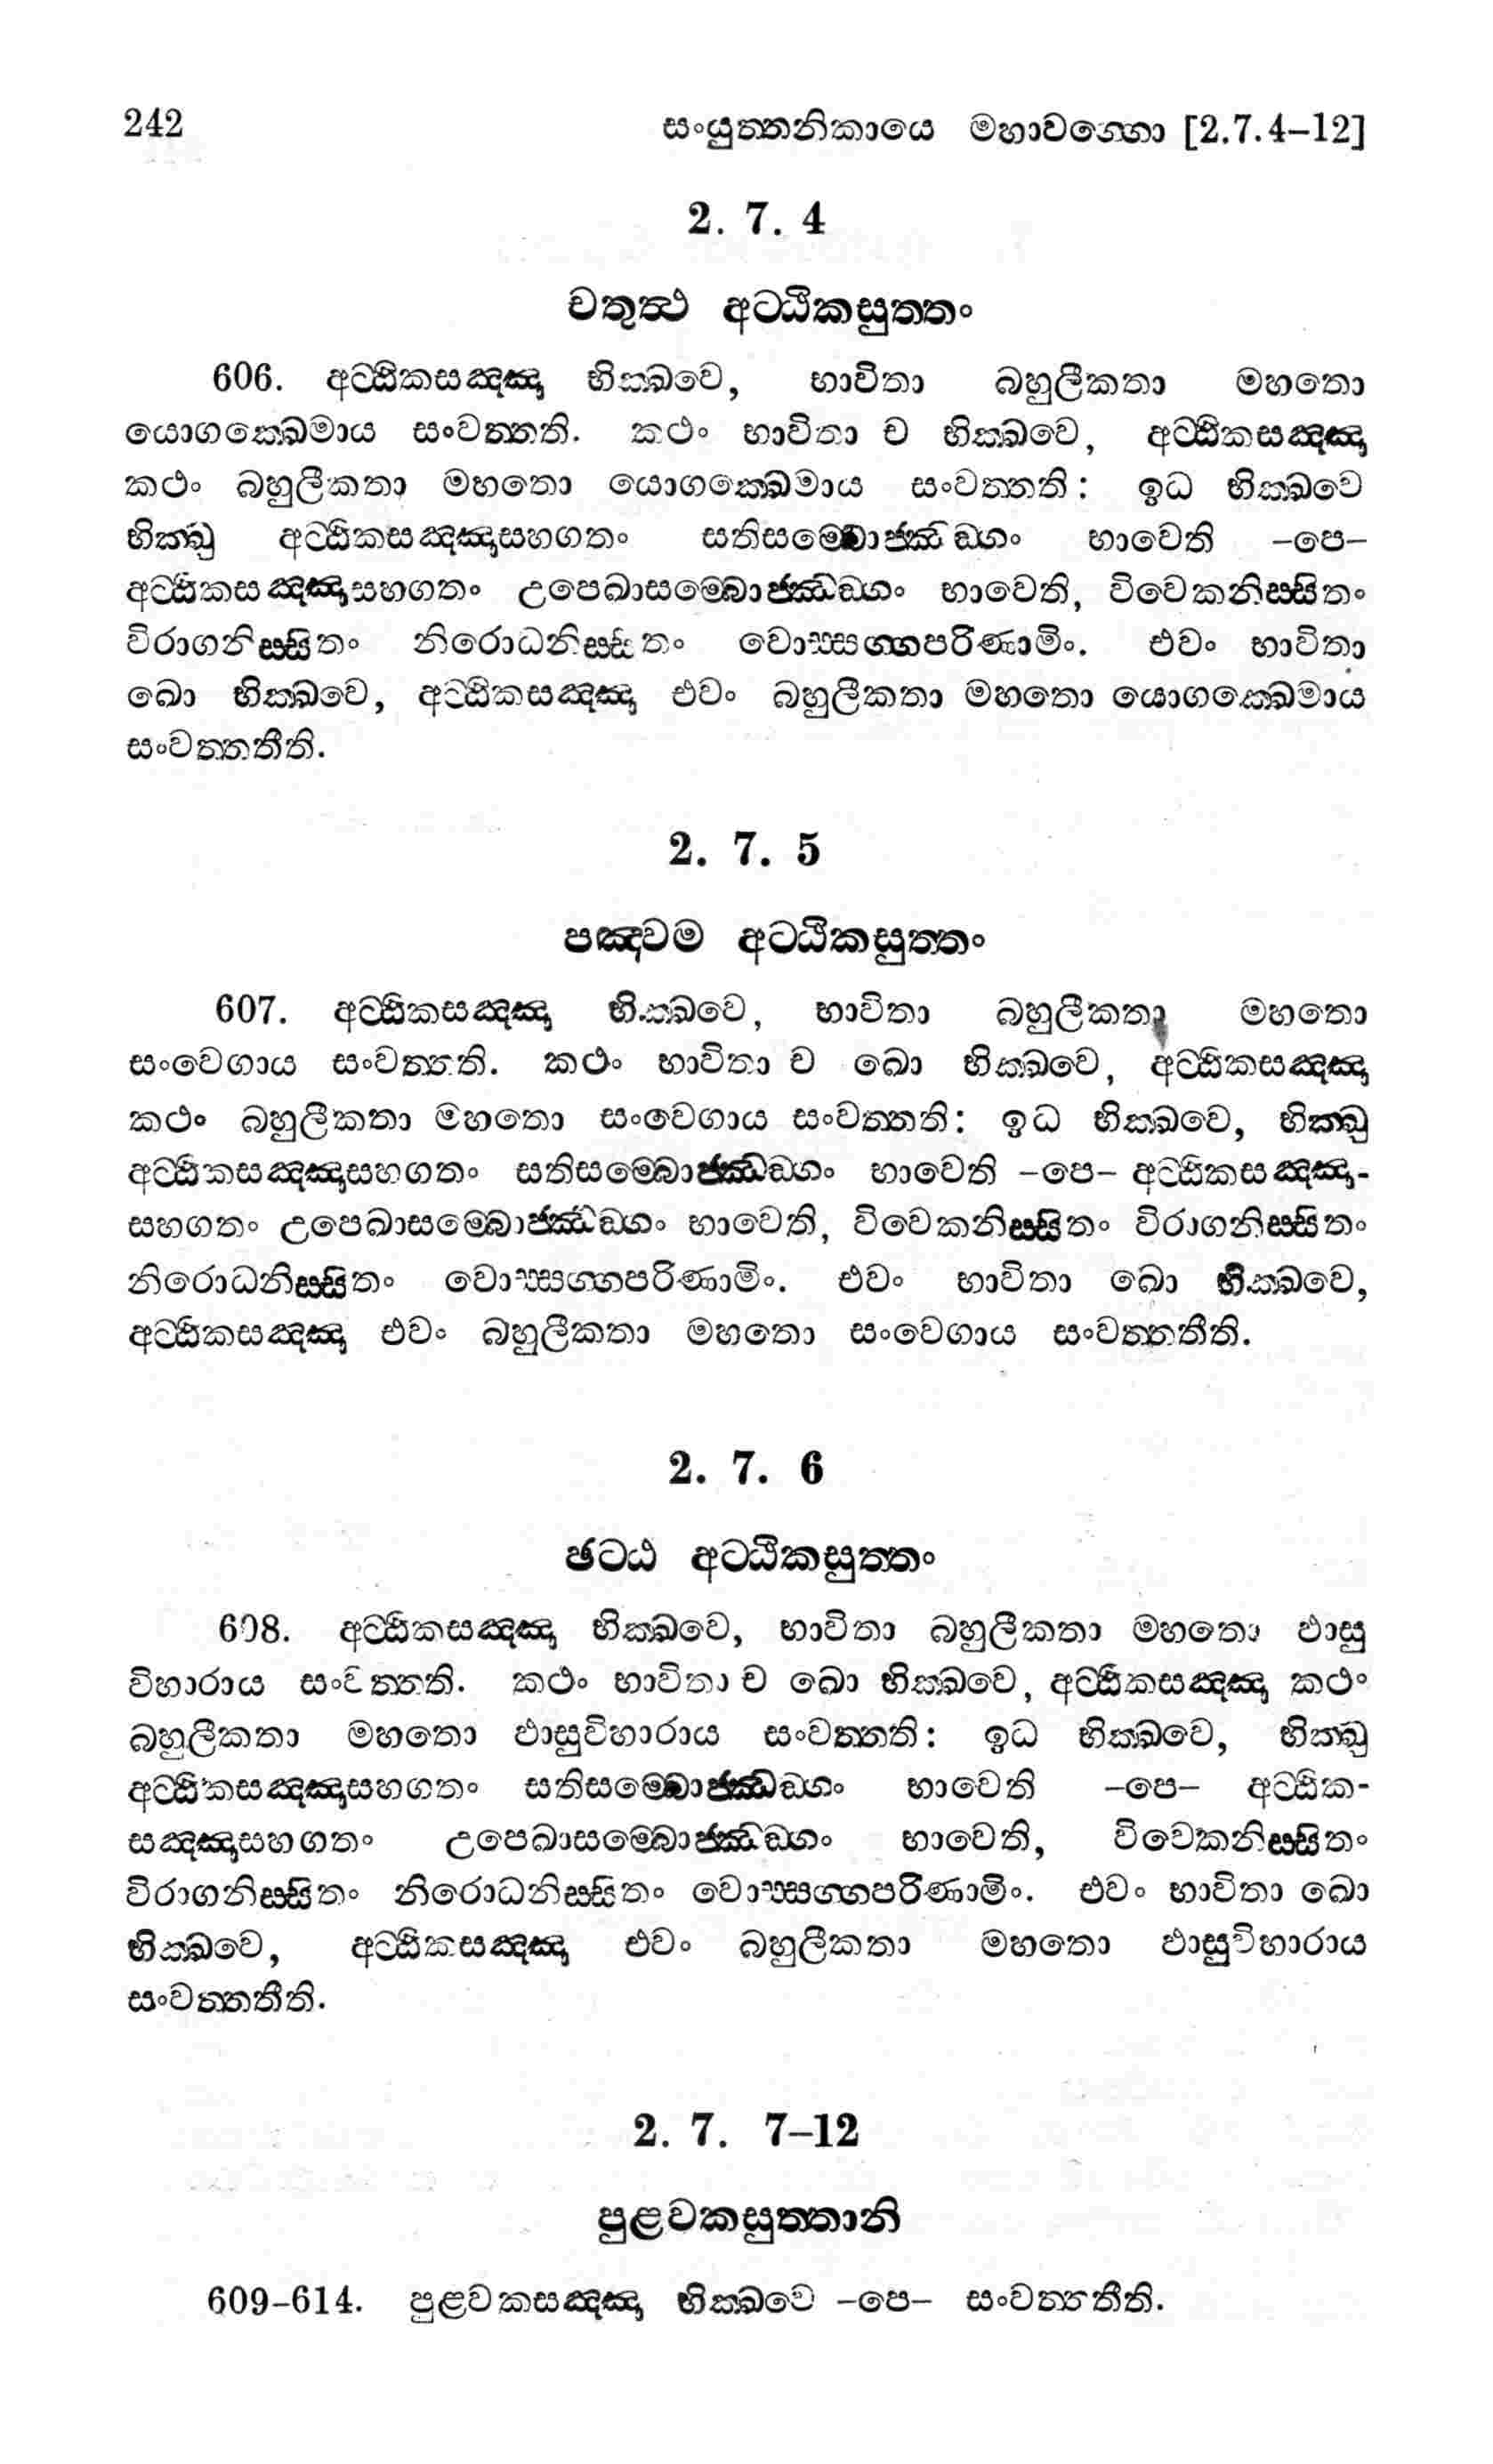 242 සංයුත්තනිකායෙ මහාවග්ගො [2.7.4–12]
2. 7. 4
චතුත්ථ අට්ඨිකසුත්තං
606. අට්ඨිකසඤ්ඤා භික්ඛවෙ, භාවිතා බහුලීකතා මහතො
යොගක්ඛෙමාය සංවත්තති. කථං භාවිතා ච භික්ඛවෙ, අට්ඨිකසඤ්ඤා
කථං බහුලීකතා මහතො යොගක්ඛෙමාය සංවත්තති: ඉධ භික්ඛවෙ
භික්ඛු අට්ඨිකසඤ්ඤාසහගතං සතිසම්බොජ්ඣඞ්ගං භාවෙති –පෙ–
අට්ඨිකසඤ්ඤාසහගතං උපෙඛාසම්බොජ්ඣඞ්ගං භාවෙති, විවෙකනිස්සිතං
විරාගනිස්සිතං නිරොධනිස්සිතං වොස්සග්ගපරිණාමිං. එවං භාවිතා
ඛො භික්ඛවෙ, අට්ඨිකසඤ්ඤා එවං බහුලීකතා මහතො යොගක්ඛෙමාය
සංවත්තතීති.
2. 7. 5
පඤ්චම අට්ඨිකසුත්තං
607. අට්ඨිකසඤ්ඤා භික්ඛවෙ, භාවිතා බහුලීකතා මහතො
සංවෙගාය සංවත්තති. කථං භාවිතා ච ඛො භික්ඛවෙ, අට්ඨිකසඤ්ඤා
කථං බහුලීකතා මහතො සංවෙගාය සංවත්තති: ඉධ භික්ඛවෙ, භික්ඛු
අට්ඨිකසඤ්ඤාසහගතං සතිසම්බොජ්ඣඞ්ගං භාවෙති –පෙ– අට්ඨිකසඤ්ඤා-
සහගතං උපෙඛාසම්බොජ්ඣඞ්ගං භාවෙති, විවෙකනිස්සිතං විරාගනිස්සිතං
නිරොධනිස්සිතං වොස්සග්ගපරිණාමිං. එවං භාවිතා ඛො භික්ඛවෙ,
අට්ඨිකසඤ්ඤා එවං බහුලීකතා මහතො සංවෙගාය සංවත්තතීති.
2. 7. 6
ඡට්ඨ අට්ඨිකසුත්තං
608. අට්ඨිකසඤ්ඤා භික්ඛවෙ, භාවිතා බහුලීකතා මහතො ඵාසු
විහාරාය සංවත්තති. කථං භාවිතා ච ඛො භික්ඛවෙ, අට්ඨිකසඤ්ඤා කථං
බහුලීකතා මහතො ඵාසුවිහාරාය සංවත්තති: ඉධ භික්ඛවෙ, භික්ඛු
අට්ඨිකසඤ්ඤාසහගතං සතිසම්බොජ්ඣඞ්ගං භාවෙති –පෙ– අට්ඨික-
සඤ්ඤාසහගතං උපෙඛාසම්බොජ්ඣඞ්ගං භාවෙති, විවෙකනිස්සිතං
විරාගනිස්සිතං නිරොධනිස්සිතං වොස්සග්ගපරිණාමිං. එවං භාවිතා ඛො
භික්ඛවෙ, අට්ඨිකසඤ්ඤා එවං බහුලීකතා මහතො ඵාසුවිහාරාය
සංවත්තතීති.
2. 7. 7–12
පුළවකසුත්තානි
609–614. පුළවකසඤ්ඤා භික්ඛවෙ –පෙ– සංවත්තතීති.